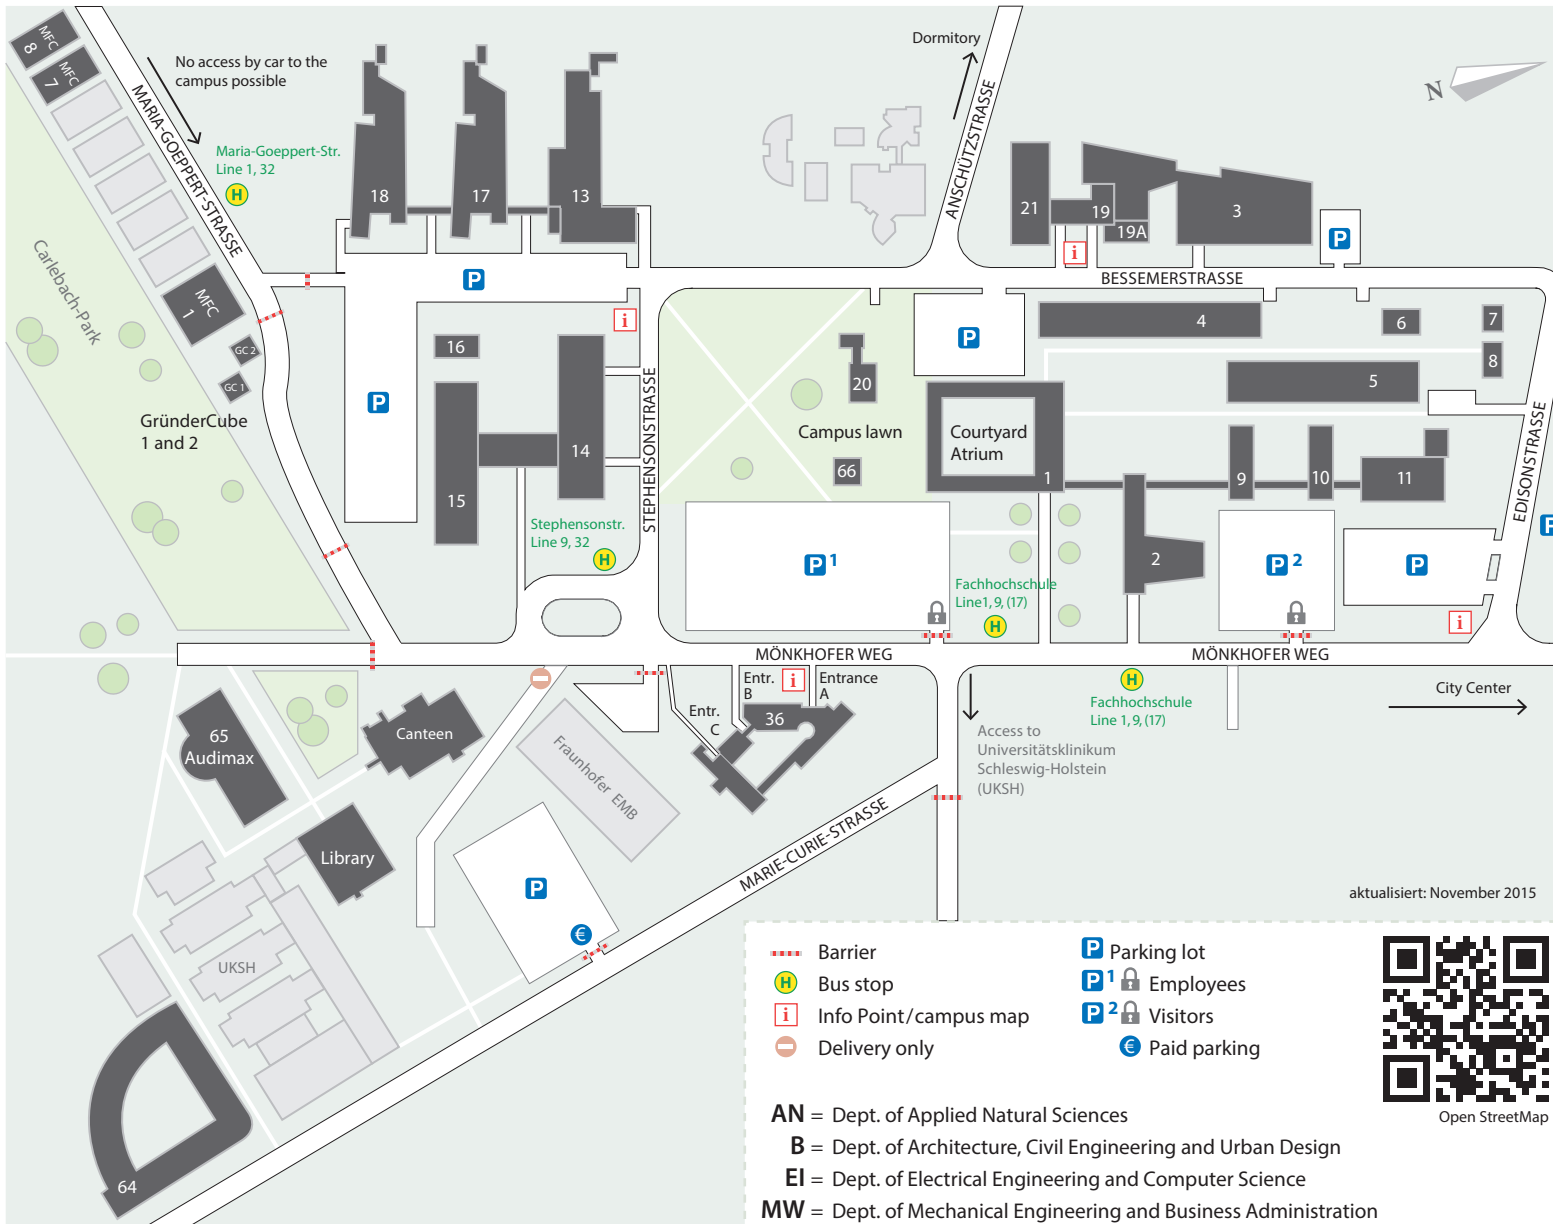 MFC
8
MFC
7
No access by car to the
campus possible
MARIA-GOEPPERT-STRASSE
Maria-Goeppert-Str.
Line 1, 32
H
18
17
13
Dormitory
ANSCHÜTZSTRASSE
N
21
19
19A
3
i
P
BESSEMERSTRASSE
Carlebach-Park
MFC
1
GC 2
GC 1
GründerCube
1 and 2
P
P
i
16
14
15
STEPHENSONSTRASSE
Stephensonstr.
Line 9, 32
H
20
Campus lawn
66
P
Courtyard
Atrium
1
4
6
7
8
5
9
10
11
EDISONSTRASSE
P
P 1
Fachhochschule
Line1, 9, (17)
H
2
P 2
P
i
MÖNKHOFER WEG
MÖNKHOFER WEG
Entr.
B
i
Entrance
A
Entr.
C
36
H
Fachhochschule
Line 1, 9, (17)
City Center
Access to
Universitätsklinikum
Schleswig-Holstein
(UKSH)
65
Audimax
Canteen
Fraunhofer EMB
Library
P
€
MARIE-CURIE-STRASSE
UKSH
64
aktualisiert: November 2015
Barrier
H Bus stop
i Info Point/campus map
Delivery only
P Parking lot
P 1 Employees
P 2 Visitors
€ Paid parking
Open StreetMap
AN = Dept. of Applied Natural Sciences
B = Dept. of Architecture, Civil Engineering and Urban Design
EI = Dept. of Electrical Engineering and Computer Science
MW = Dept. of Mechanical Engineering and Business Administration